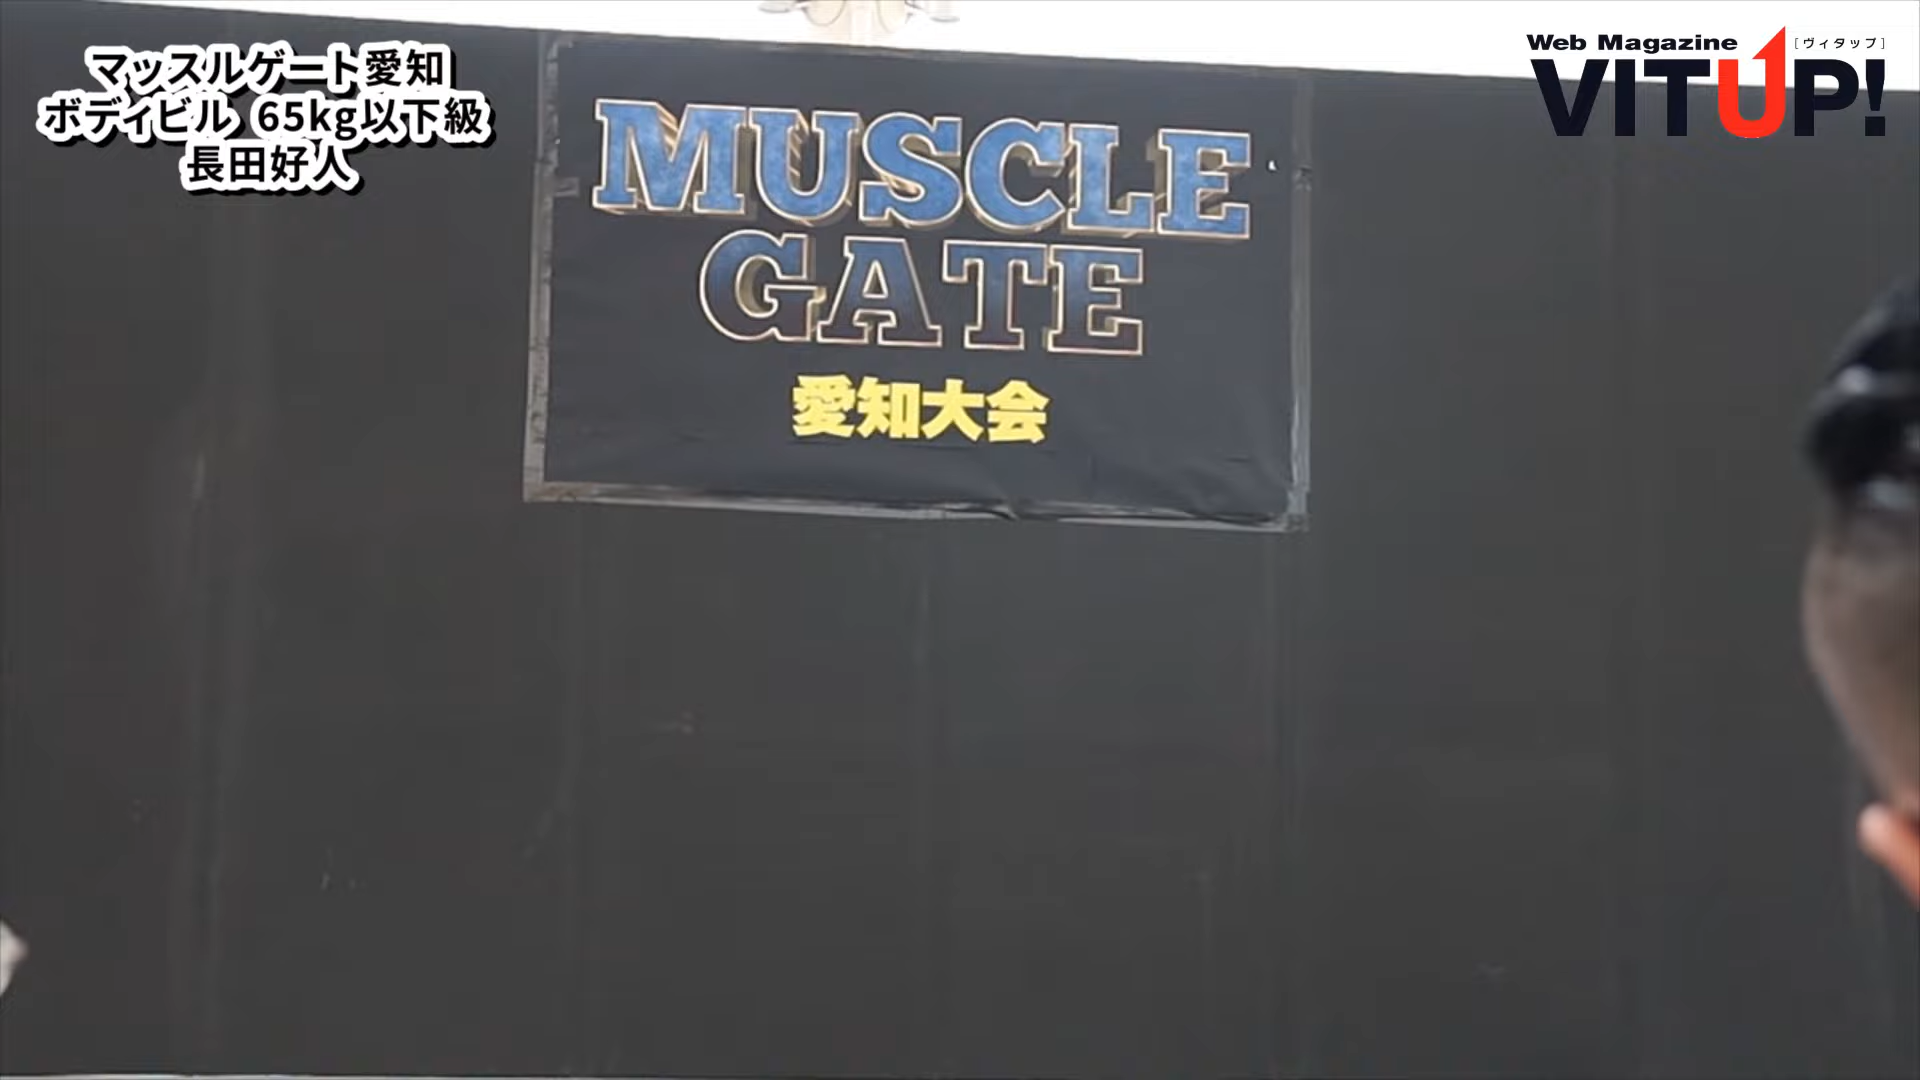 マッスルゲート愛知
ボディビル 65kg以下級
長田好人
Web Magazine
[ヴィタップ]
VITUP!
MUSCLE
GATE
愛知大会